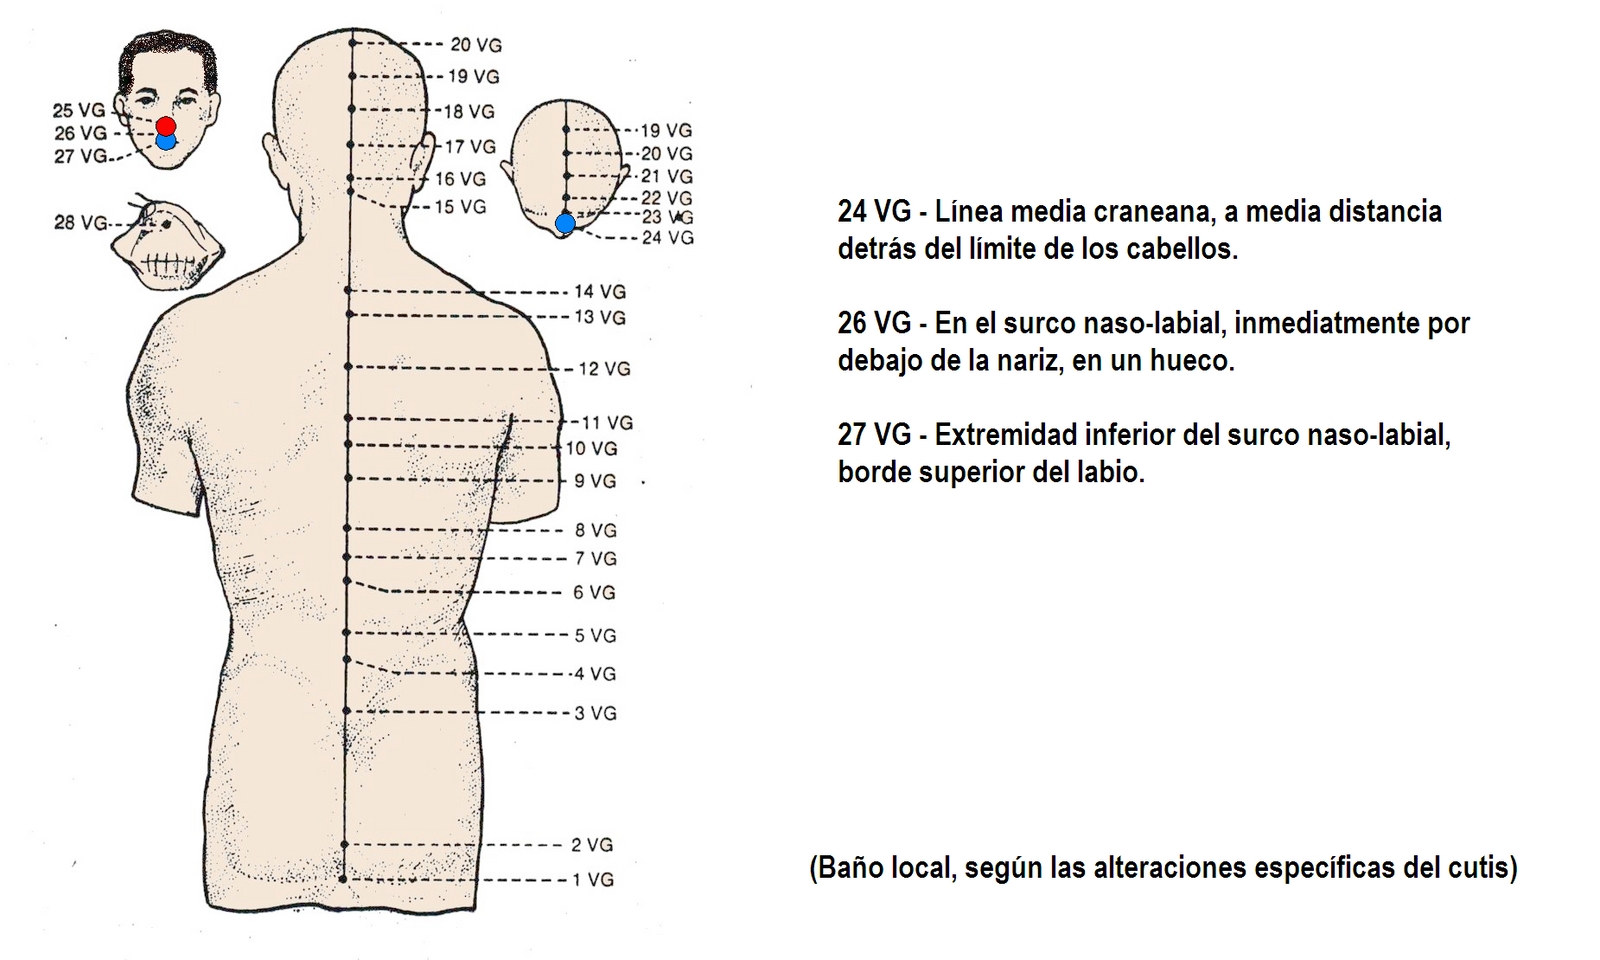 25 VG
26 VG
27 VG
28 VG
20 VG
19 VG
18 VG
17 VG
16 VG
15 VG
19 VG
20 VG
21 VG
22 VG
23 VG
24 VG
14 VG
13 VG
12 VG
11 VG
10 VG
9 VG
8 VG
7 VG
6 VG
5 VG
4 VG
3 VG
2 VG
1 VG
24 VG - Línea media craneana, a media distancia
detrás del límite de los cabellos.
26 VG - En el surco naso-labial, inmediatmente por
debajo de la nariz, en un hueco.
27 VG - Extremidad inferior del surco naso-labial,
borde superior del labio.
(Baño local, según las alteraciones específicas del cutis)